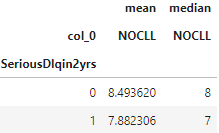 mean median
col_0 NOCLL NOCLL
SeriousDlqin2yrs
0 8.493620 8
1 7.882306 7